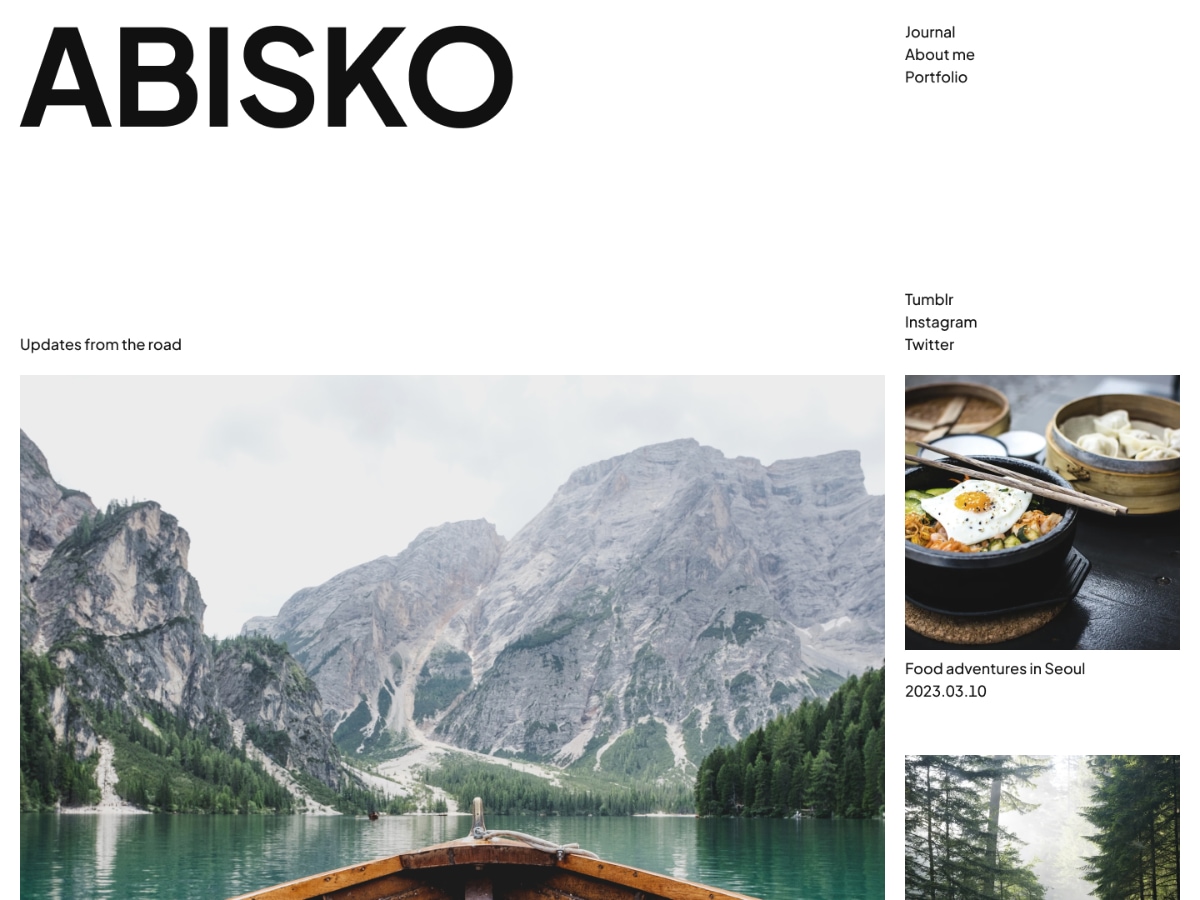 ABISKO
Journal
About me
Portfolio
Tumblr
Instagram
Twitter
Updates from the road
Food adventures in Seoul
2023.03.10